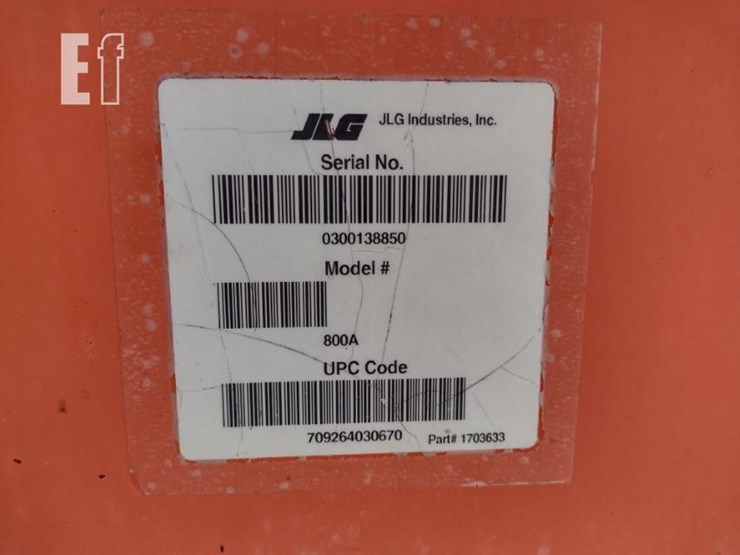 Ef
JLG JLG Industries, Inc.
Serial No.
0300138850
Model #
800A
UPC Code
709264030670 Part# 1703633